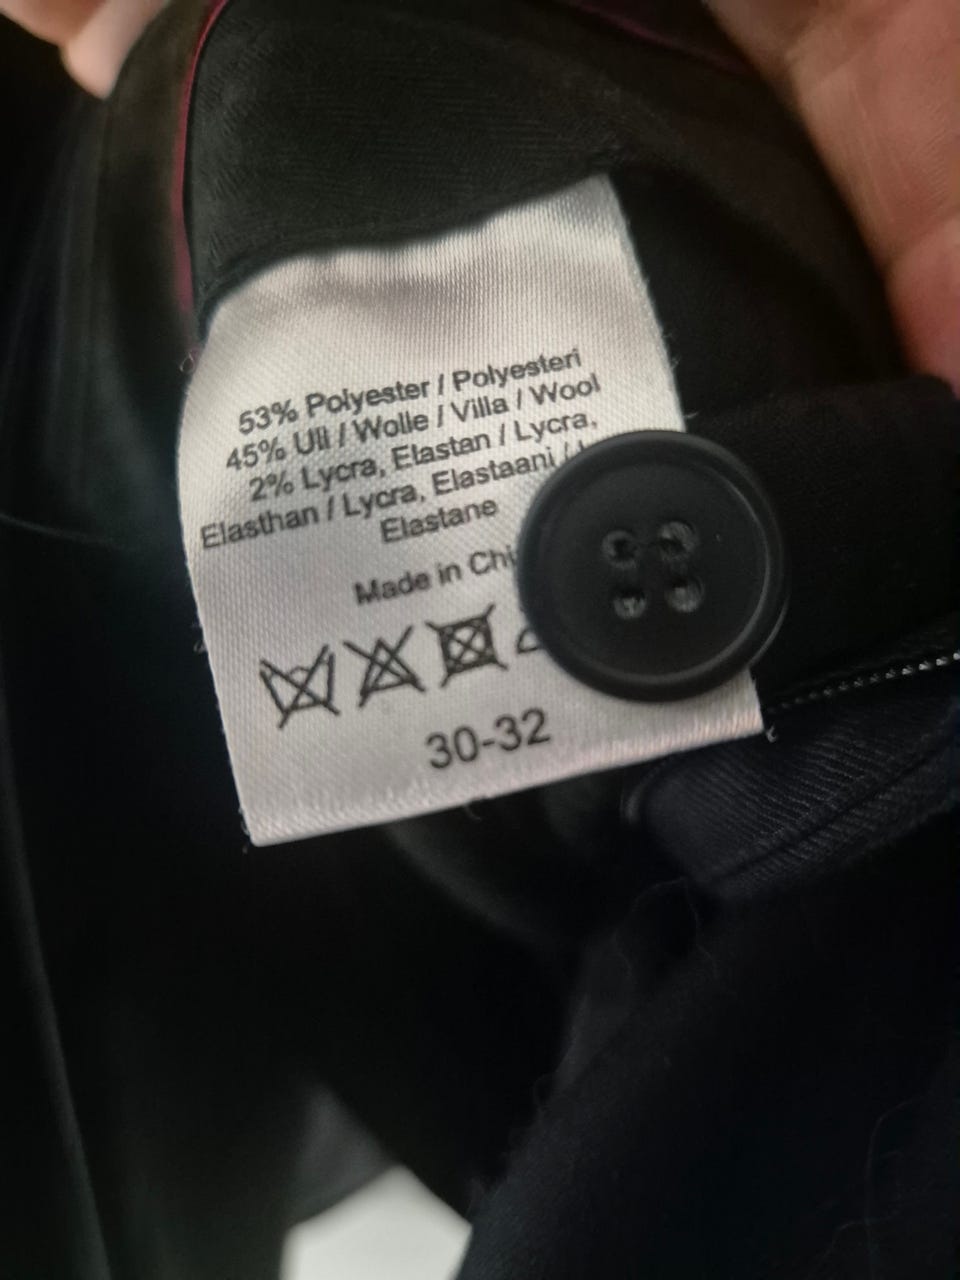 53% Polyester / Polyesteri
45% Ull / Wolle / Villa / Wool
2% Lycra, Elastan / Lycra,
Elasthan / Lycra, Elastaani /
Elastane
Made in
30-32